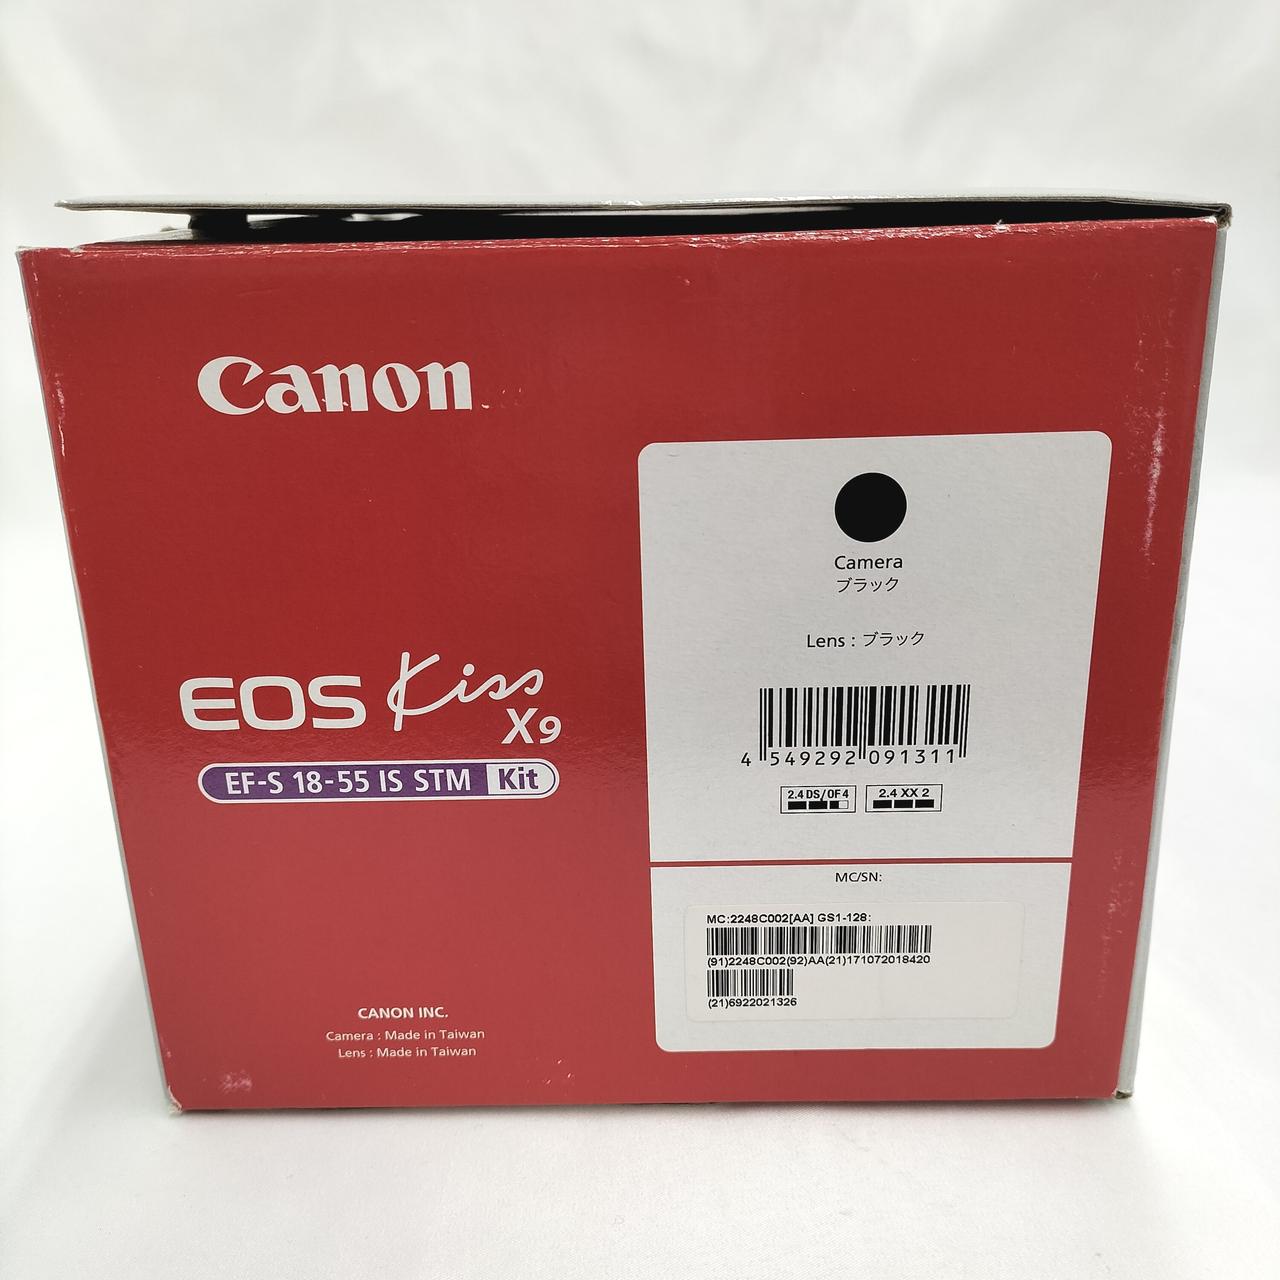 Canon
EOS Kiss
X9
EF-S 18-55 IS STM Kit
CANON INC.
Camera : Made in Taiwan
Lens : Made in Taiwan
Camera
ブラック
Lens : ブラック
4 549292 091311
2.4 DS/0F 4 2.4 XX 2
MC/SN:
MC:2248C002[AA] GS1-128:
(91)2248C002(92)AA(21)171072018420
(21)6922021326